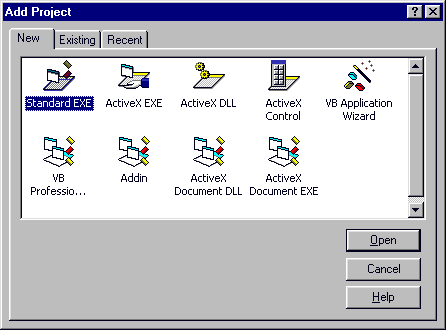 Add Project
New Existing Recent
Standard EXE ActiveX EXE ActiveX DLL ActiveX Control VB Application Wizard
VB Professio... Addin ActiveX Document DLL ActiveX Document EXE
Open
Cancel
Help